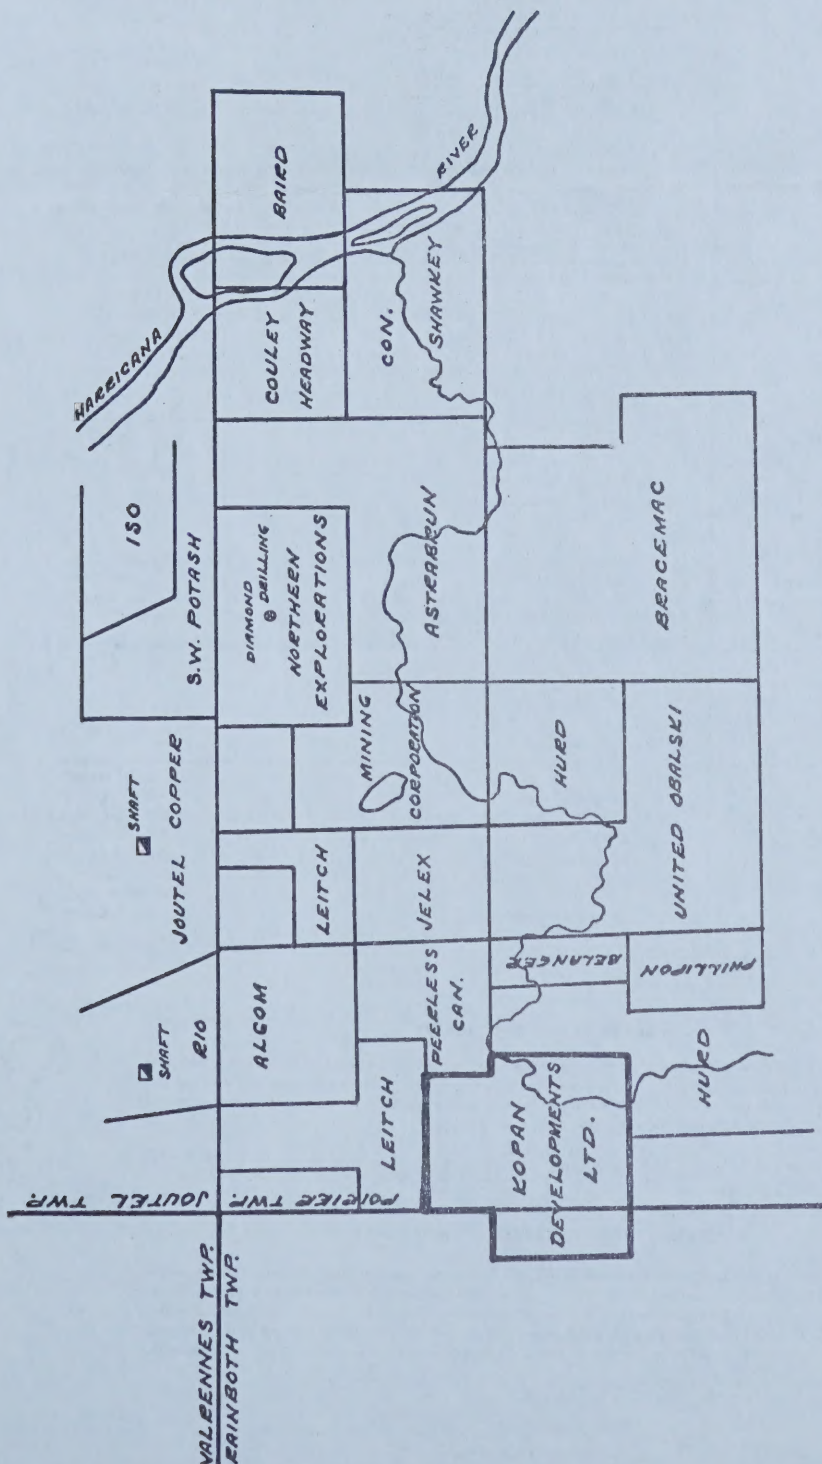 HARRICANA
RIVER
BAIRD
COULEY
HEADWAY
CON.
SHAWKEY
ISO
S.W. POTASH
DIAMOND
DRILLING
NORTHERN
EXPLORATIONS
ASTRABRUN
BRACEMAC
SHAFT
JOUTEL COPPER
MINING
CORPORATION
HURD
UNITED OBALSKI
LEITCH
JELEX
SHAFT
RIO
ALGOM
PEERLESS
CAN.
BELANGER
PHILLIPON
LEITCH
KOPAN
DEVELOPMENTS
LTD.
HURD
JOUTEL TWP.
POIRIER TWP.
VALRENNES TWP.
RAINBOTH TWP.